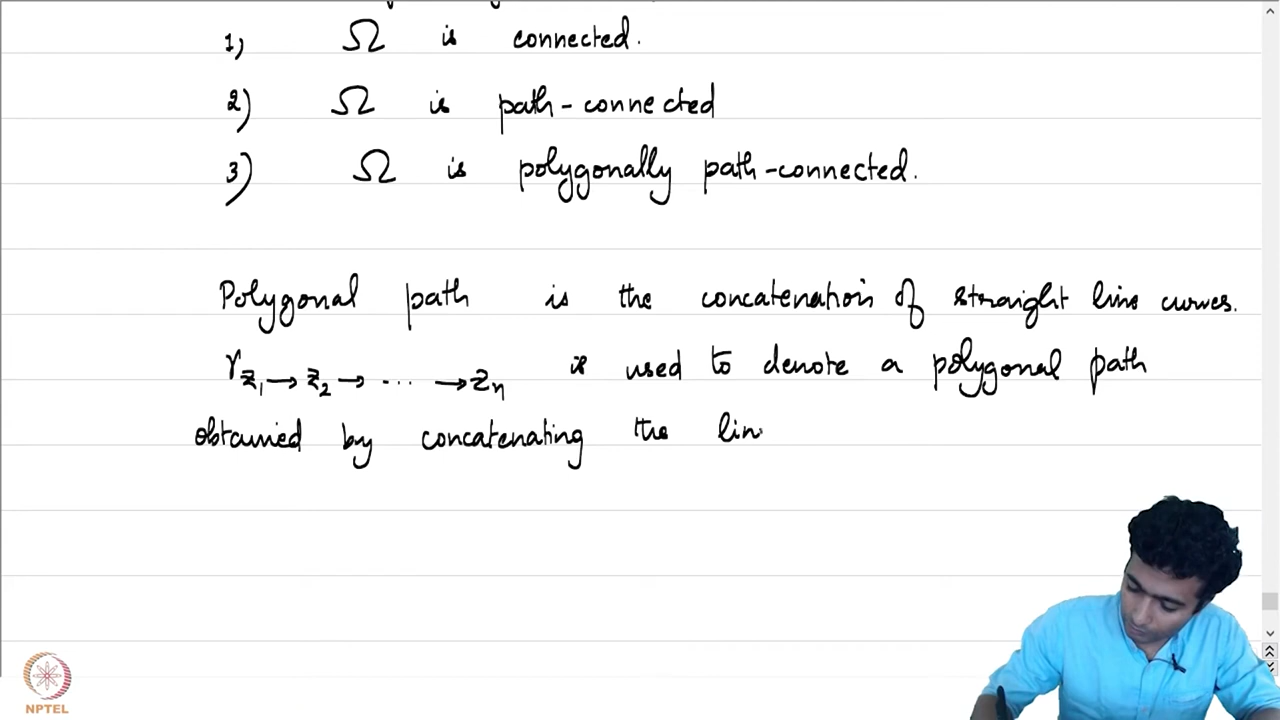 1) Ω is connected.
2) Ω is path-connected
3) Ω is polygonally path-connected.
Polygonal path is the concatenation of straight line curves.
γ z₁→z₂→ ... →zₙ is used to denote a polygonal path
obtained by concatenating the lin
NPTEL